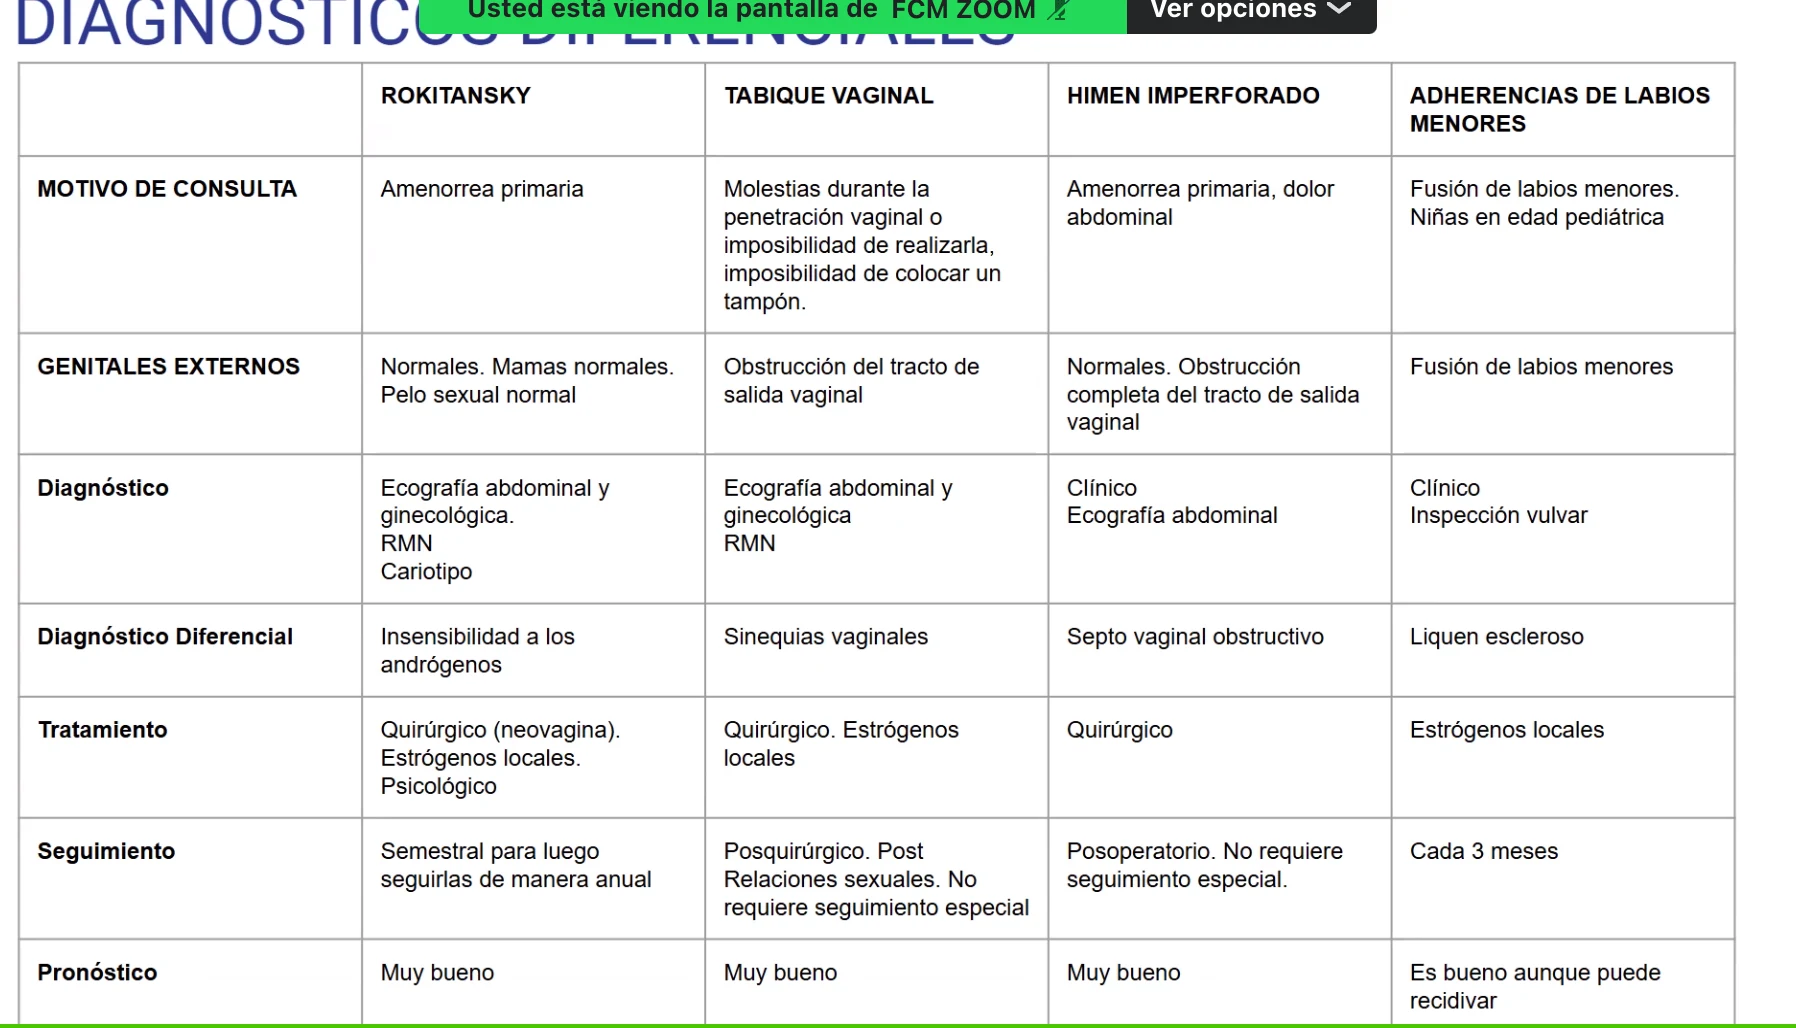 Usted está viendo la pantalla de FCM ZOOM
Ver opciones
DIAGNÓSTICOS DIFERENCIALES
ROKITANSKY
TABIQUE VAGINAL
HIMEN IMPERFORADO
ADHERENCIAS DE LABIOS
MENORES
MOTIVO DE CONSULTA
Amenorrea primaria
Molestias durante la
penetración vaginal o
imposibilidad de realizarla,
imposibilidad de colocar un
tampón.
Amenorrea primaria, dolor
abdominal
Fusión de labios menores.
Niñas en edad pediátrica
GENITALES EXTERNOS
Normales. Mamas normales.
Pelo sexual normal
Obstrucción del tracto de
salida vaginal
Normales. Obstrucción
completa del tracto de salida
vaginal
Fusión de labios menores
Diagnóstico
Ecografía abdominal y
ginecológica.
RMN
Cariotipo
Ecografía abdominal y
ginecológica
RMN
Clínico
Ecografía abdominal
Clínico
Inspección vulvar
Diagnóstico Diferencial
Insensibilidad a los
andrógenos
Sinequias vaginales
Septo vaginal obstructivo
Liquen escleroso
Tratamiento
Quirúrgico (neovagina).
Estrógenos locales.
Psicológico
Quirúrgico. Estrógenos
locales
Quirúrgico
Estrógenos locales
Seguimiento
Semestral para luego
seguirlas de manera anual
Posquirúrgico. Post
Relaciones sexuales. No
requiere seguimiento especial
Posoperatorio. No requiere
seguimiento especial.
Cada 3 meses
Pronóstico
Muy bueno
Muy bueno
Muy bueno
Es bueno aunque puede
recidivar